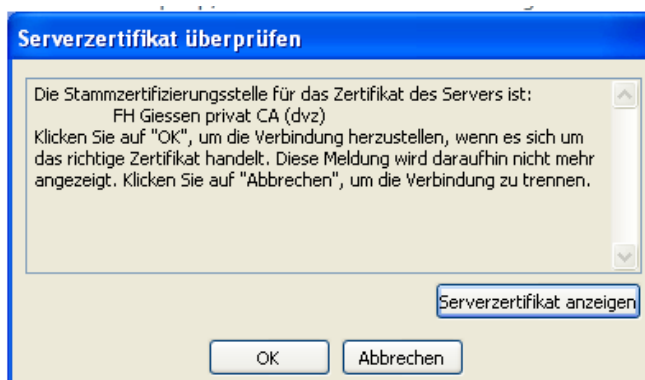 Serverzertifikat überprüfen
Die Stammzertifizierungsstelle für das Zertifikat des Servers ist:
FH Giessen privat CA (dvz)
Klicken Sie auf "OK", um die Verbindung herzustellen, wenn es sich um
das richtige Zertifikat handelt. Diese Meldung wird daraufhin nicht mehr
angezeigt. Klicken Sie auf "Abbrechen", um die Verbindung zu trennen.
Serverzertifikat anzeigen
OK
Abbrechen